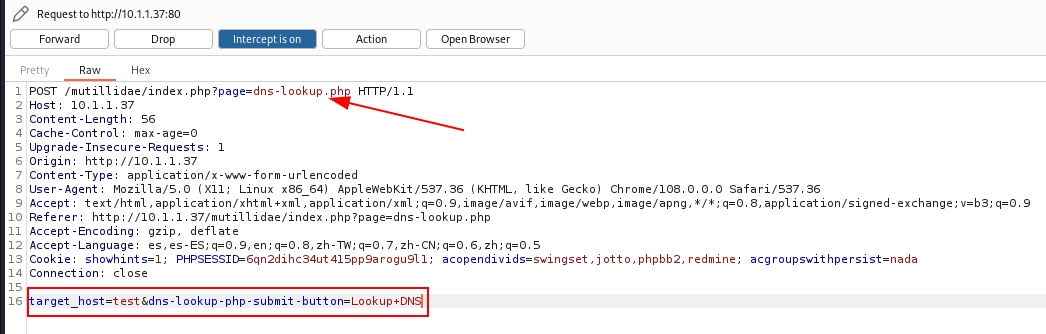 Request to http://10.1.1.37:80
Forward Drop Intercept is on Action Open Browser
Pretty Raw Hex
1 POST /mutillidae/index.php?page=dns-lookup.php HTTP/1.1
2 Host: 10.1.1.37
3 Content-Length: 56
4 Cache-Control: max-age=0
5 Upgrade-Insecure-Requests: 1
6 Origin: http://10.1.1.37
7 Content-Type: application/x-www-form-urlencoded
8 User-Agent: Mozilla/5.0 (X11; Linux x86_64) AppleWebKit/537.36 (KHTML, like Gecko) Chrome/108.0.0.0 Safari/537.36
9 Accept: text/html,application/xhtml+xml,application/xml;q=0.9,image/avif,image/webp,image/apng,*/*;q=0.8,application/signed-exchange;v=b3;q=0.9
10 Referer: http://10.1.1.37/mutillidae/index.php?page=dns-lookup.php
11 Accept-Encoding: gzip, deflate
12 Accept-Language: es,es-ES;q=0.9,en;q=0.8,zh-TW;q=0.7,zh-CN;q=0.6,zh;q=0.5
13 Cookie: showhints=1; PHPSESSID=6qn2dihc34ut415pp9arogu9l1; acopendivids=swingset,jotto,phpbb2,redmine; acgroupswithpersist=nada
14 Connection: close
15
16 target_host=test&dns-lookup-php-submit-button=Lookup+DNS